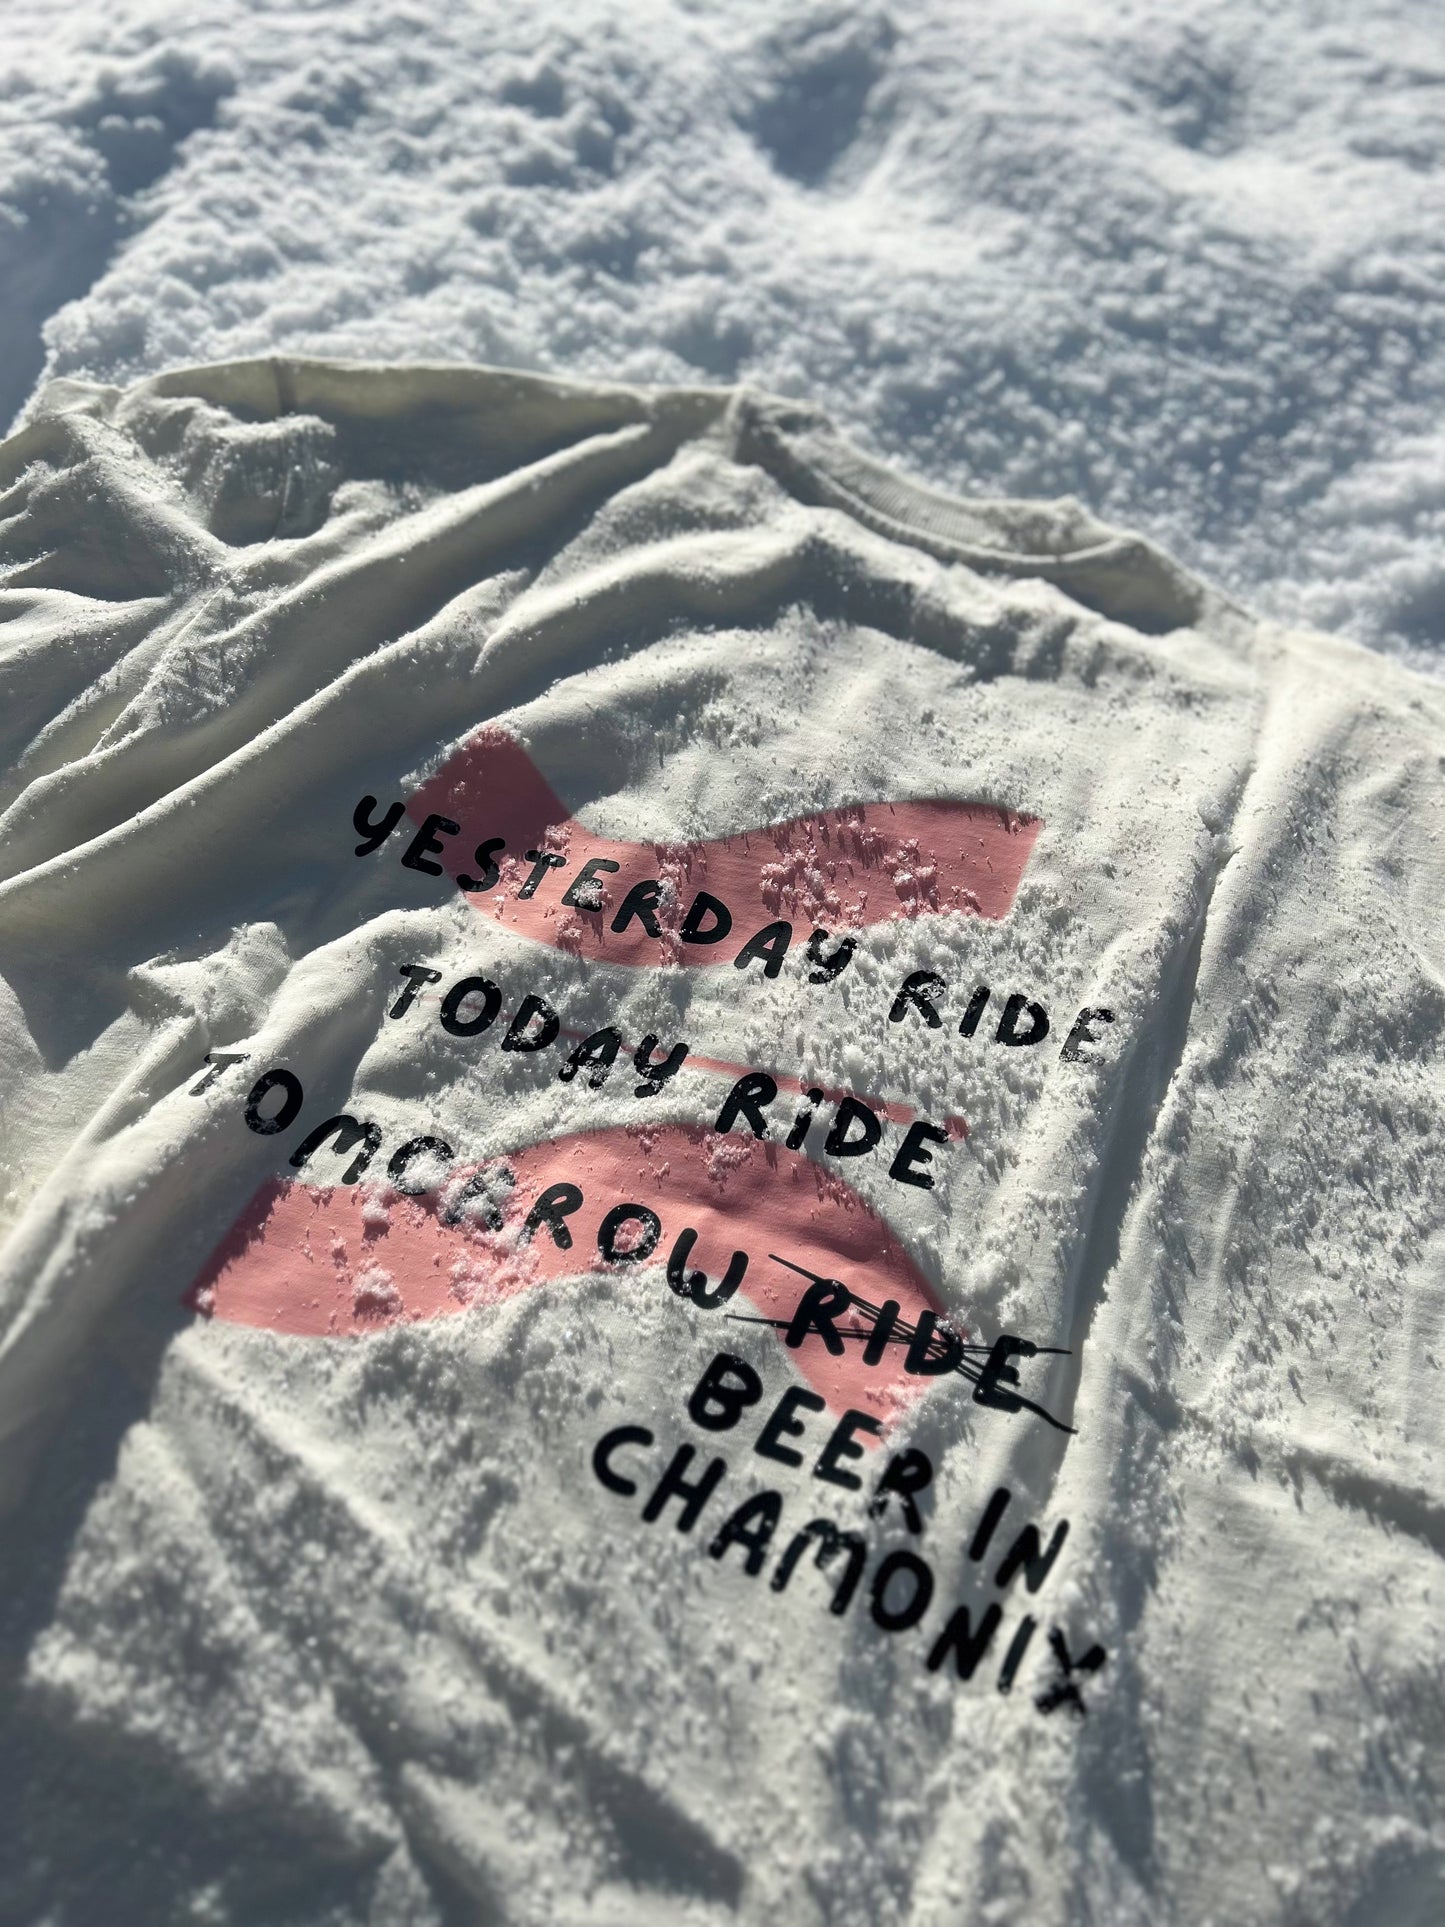 YESTERDAY RIDE
TODAY RiDE
TOMORROW RIDE
BEER IN
CHAMONIX